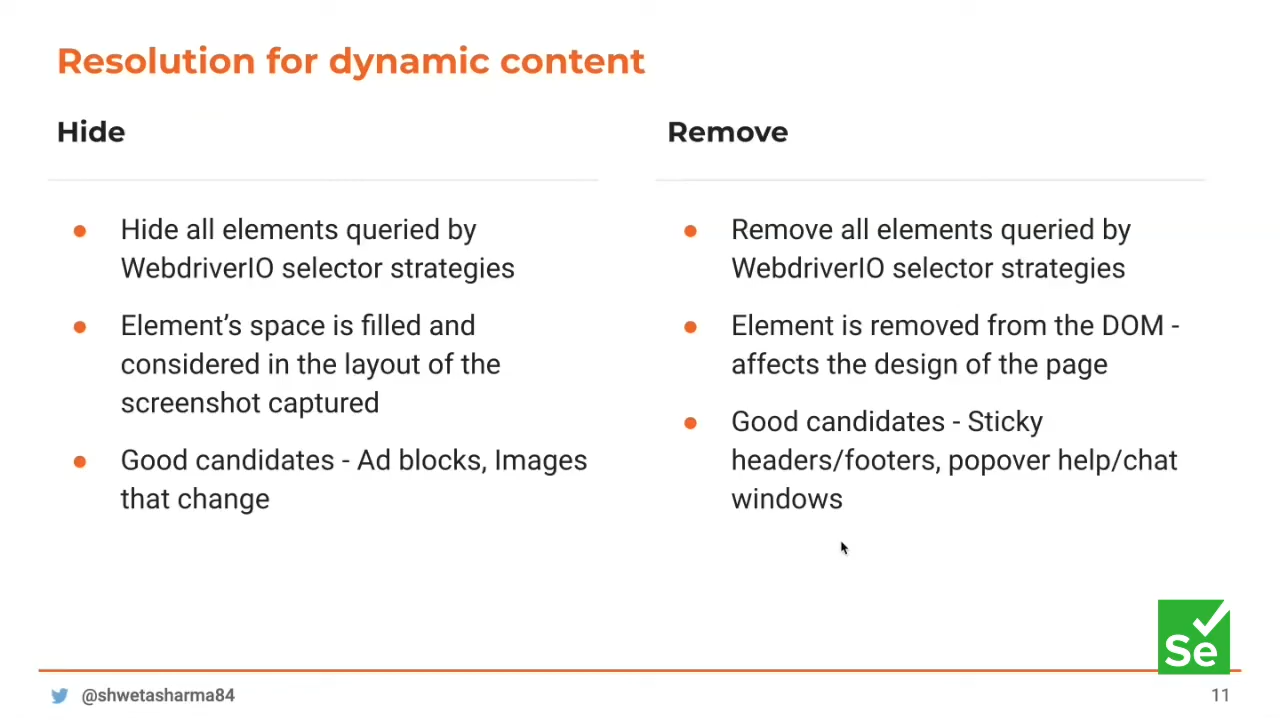 Resolution for dynamic content
Hide
● Hide all elements queried by
WebdriverIO selector strategies
● Element’s space is filled and
considered in the layout of the
screenshot captured
● Good candidates - Ad blocks, Images
that change
Remove
● Remove all elements queried by
WebdriverIO selector strategies
● Element is removed from the DOM -
affects the design of the page
● Good candidates - Sticky
headers/footers, popover help/chat
windows
Se
@shwetasharma84
11